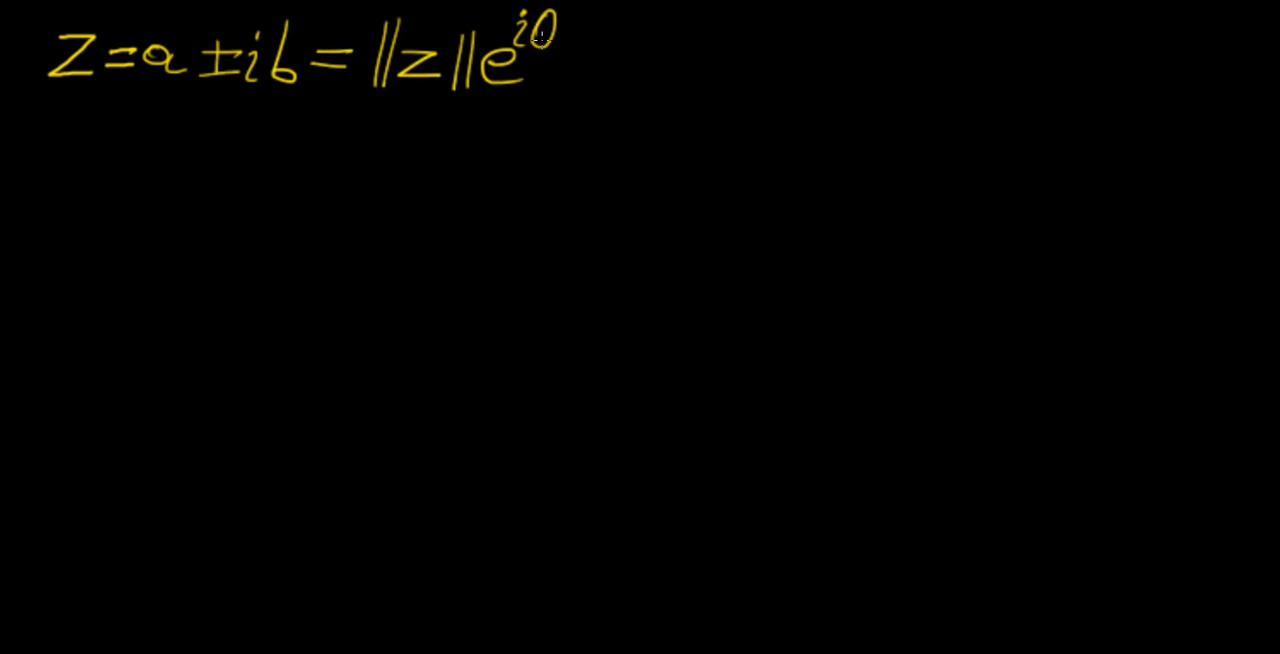 z = a ± ib = ||z|| e^{iθ}